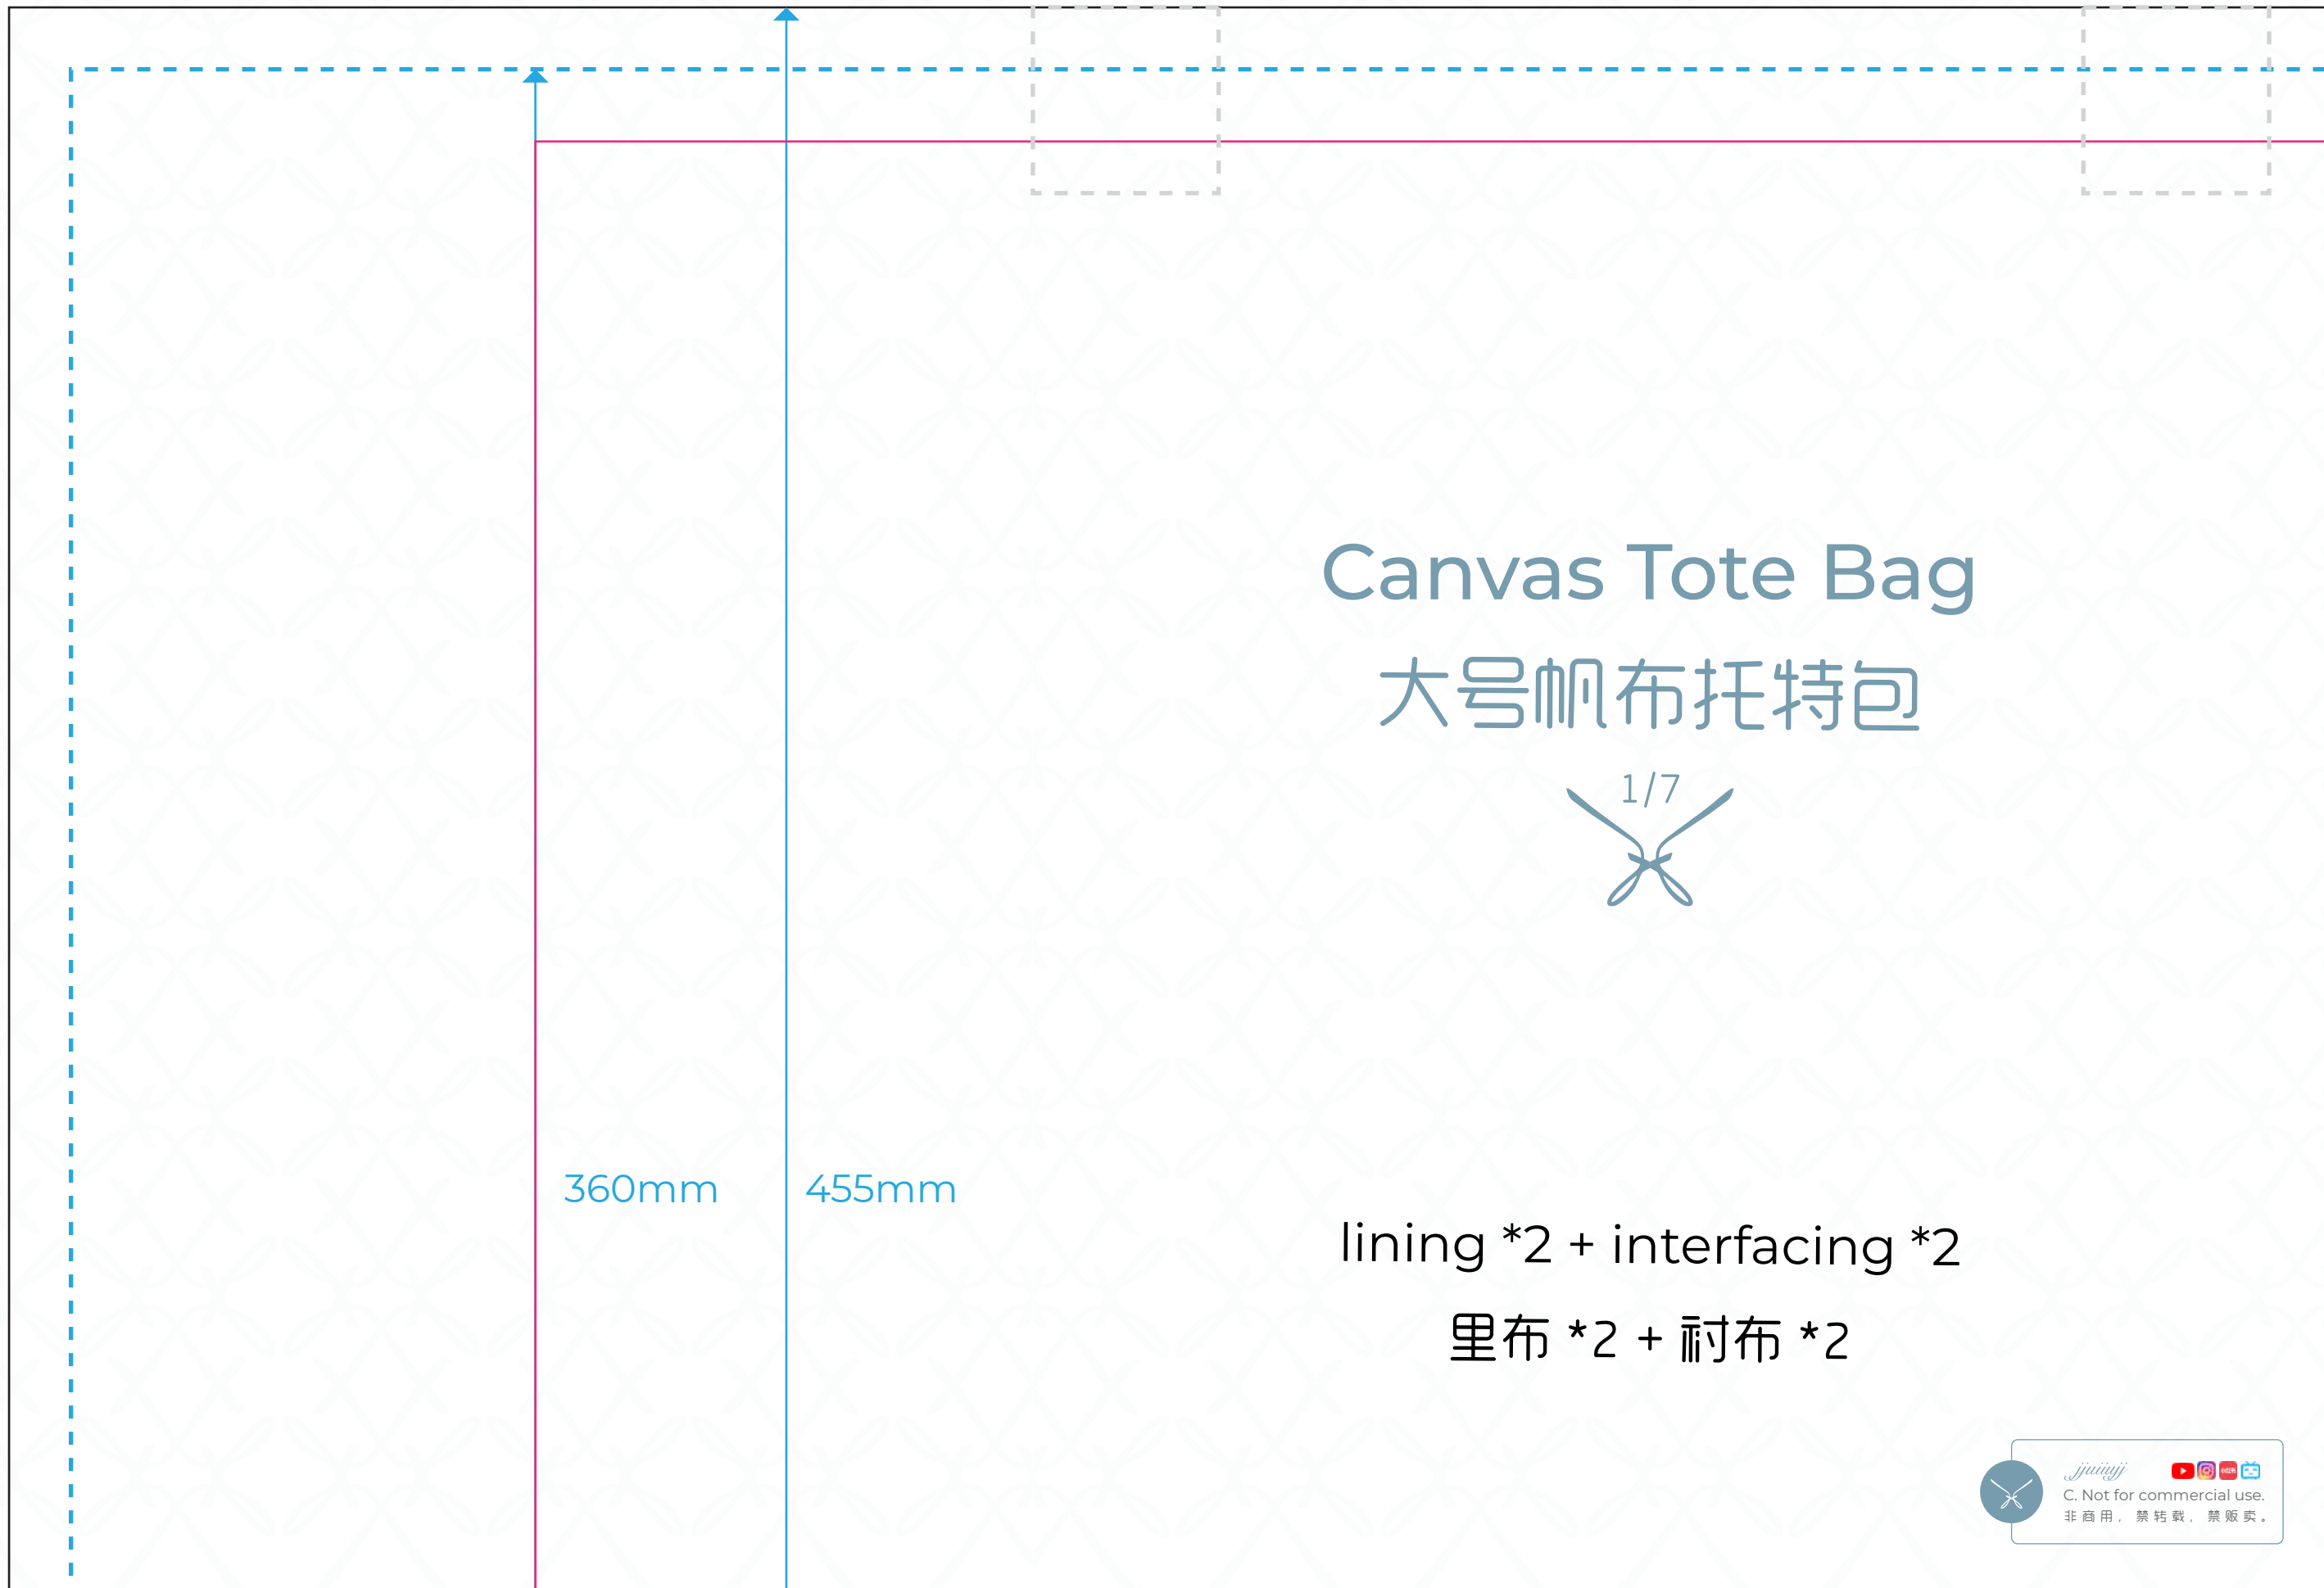 Canvas Tote Bag
大号帆布托特包
1/7
360mm
455mm
lining *2 + interfacing *2
里布 *2 + 衬布 *2
C. Not for commercial use.
非商用，禁转载，禁贩卖。